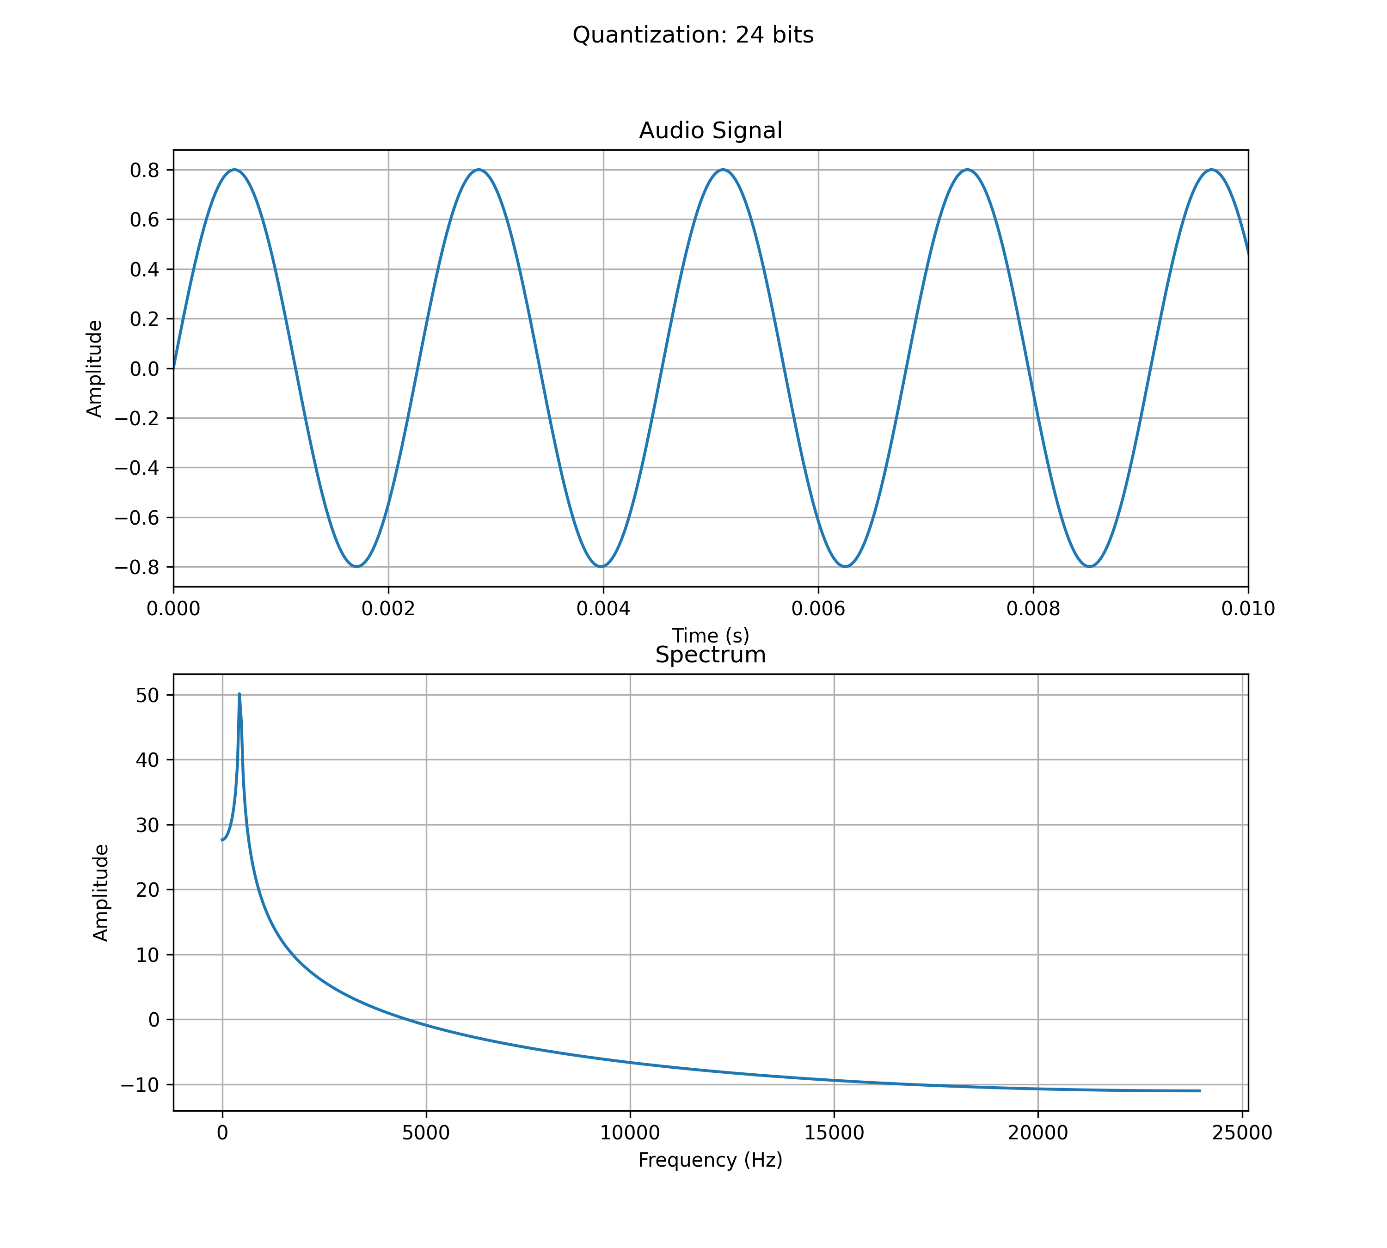 Quantization: 24 bits
Audio Signal
Amplitude
0.8
0.6
0.4
0.2
0.0
−0.2
−0.4
−0.6
−0.8
0.000 0.002 0.004 0.006 0.008 0.010
Time (s)
Spectrum
Amplitude
50
40
30
20
10
0
−10
0 5000 10000 15000 20000 25000
Frequency (Hz)